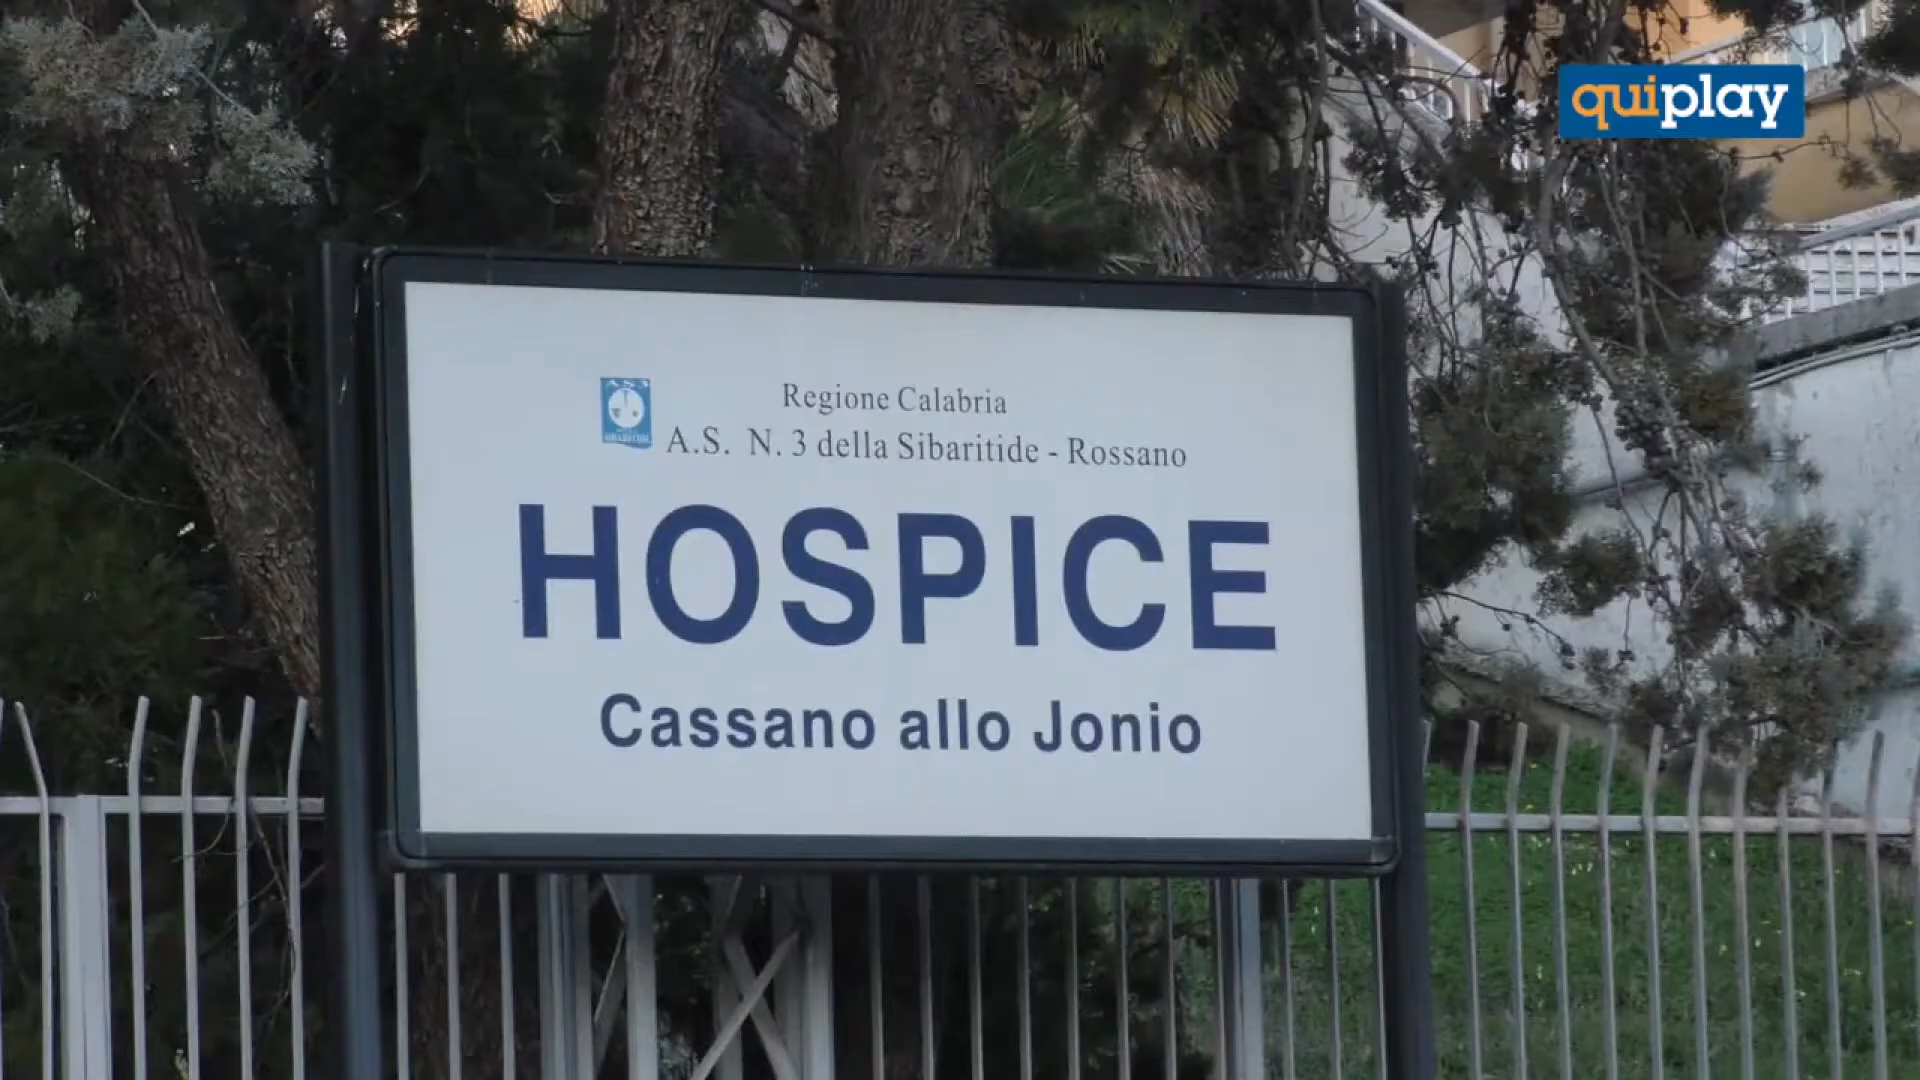 quiplay
Regione Calabria
A.S. N. 3 della Sibaritide - Rossano
HOSPICE
Cassano allo Jonio